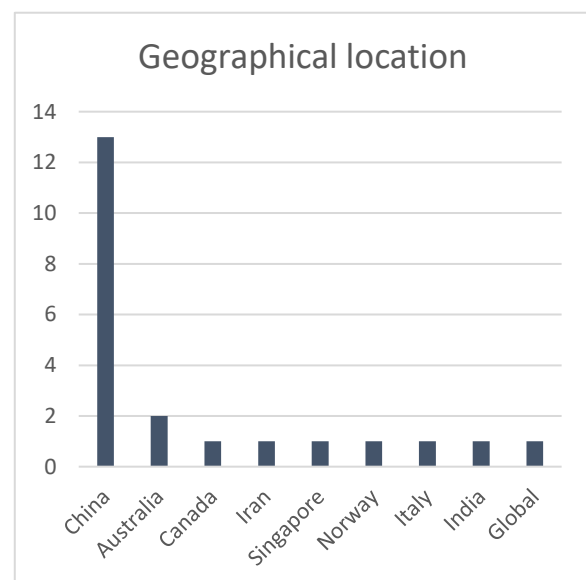 Geographical location
14
12
10
8
6
4
2
0
China
Australia
Canada
Iran
Singapore
Norway
Italy
India
Global